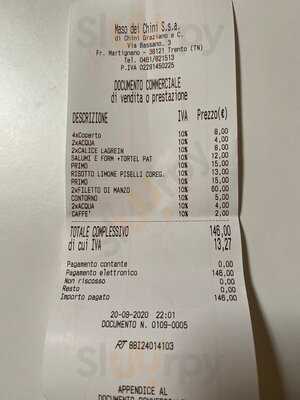 Maso dei Chini S.s.a.
di Chini Graziano e C.
Via Bassano, 3
Fr. Martignano - 38121 Trento (TN)
Tel. 0461/821513
P.IVA 02291450225
DOCUMENTO COMMERCIALE
di vendita o prestazione
DESCRIZIONE IVA Prezzo(€)
4xCoperto 10% 8,00
2xACQUA 10% 4,00
2xCALICE LAGREIN 10% 8,00
SALUMI E FORM +TORTEL PAT 10% 12,00
PRIMO 10% 15,00
RISOTTO LIMONE PISELLI COREG. 10% 13,00
PRIMO 10% 15,00
2xFILETTO DI MANZO 10% 60,00
CONTORNO 10% 5,00
2xACQUA 10% 4,00
CAFFE' 10% 2,00
TOTALE COMPLESSIVO 146,00
di cui IVA 13,27
Pagamento contante 0,00
Pagamento elettronico 146,00
Non riscosso 0,00
Resto 0,00
Importo pagato 146,00
20-09-2020 22:01
DOCUMENTO N. 0109-0005
RT 8BI24014103
APPENDICE AL